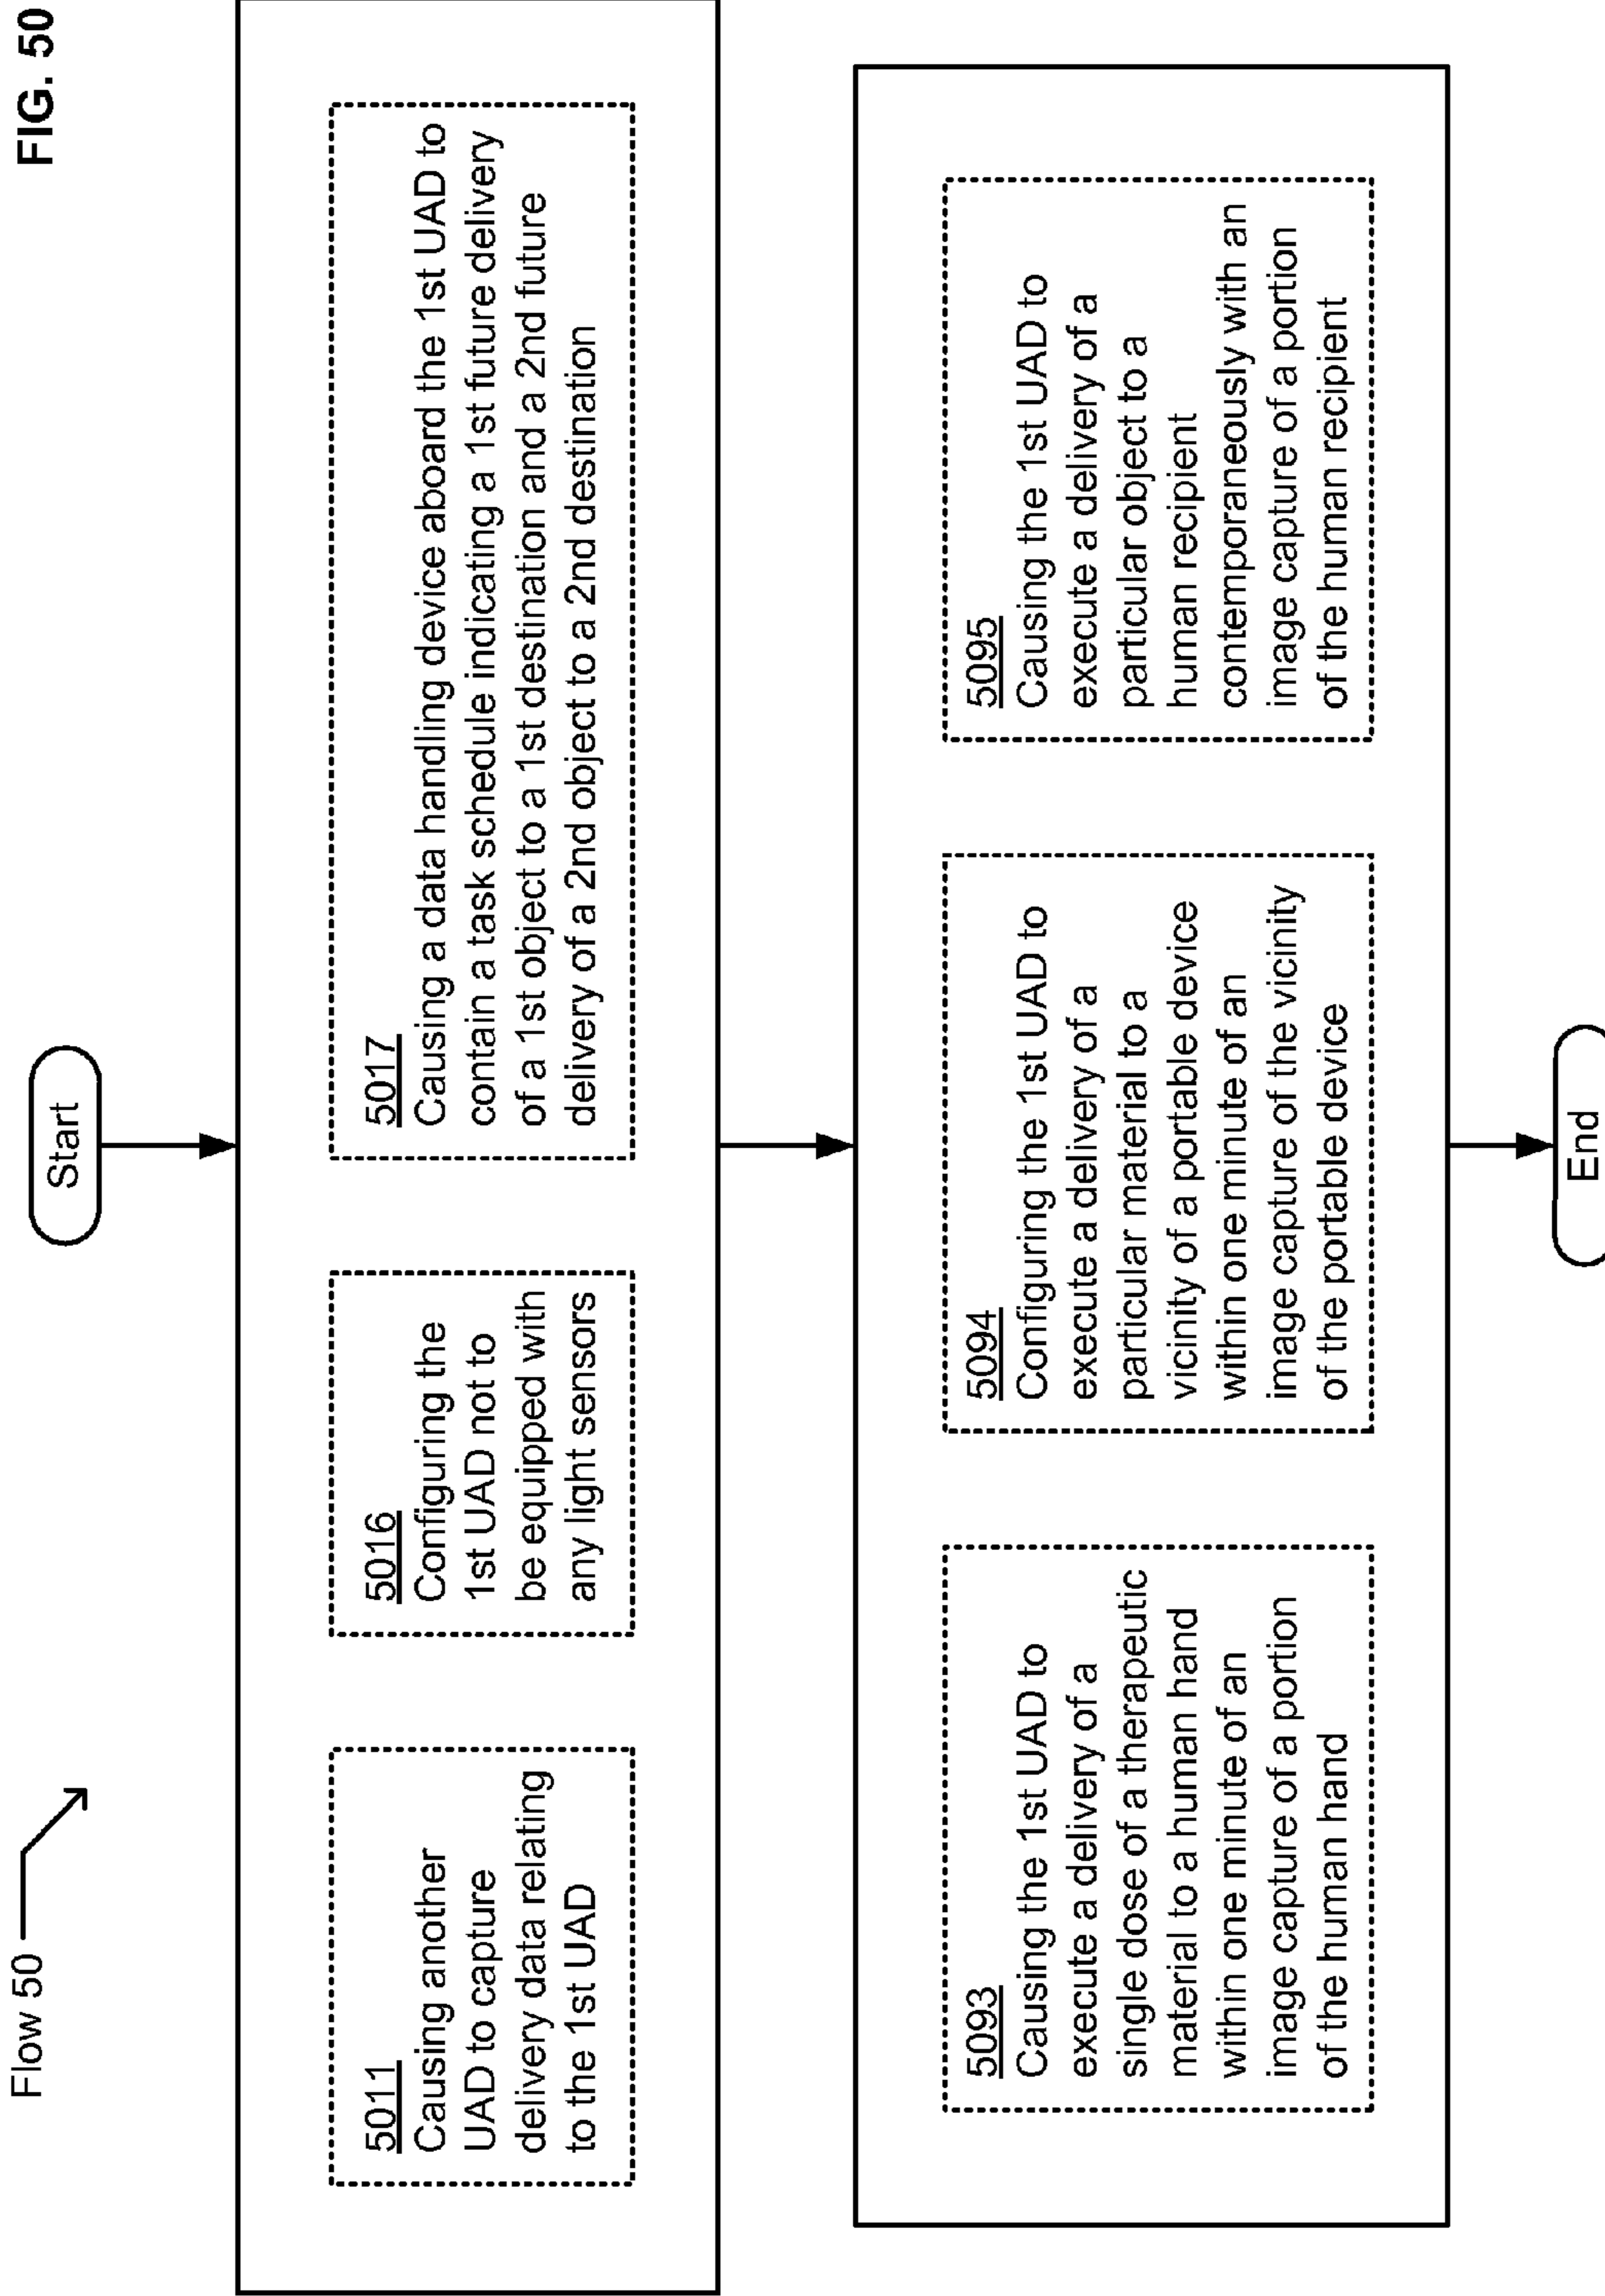 FIG. 50
Flow 50
Start
5011
Causing another
UAD to capture
delivery data relating
to the 1st UAD
5016
Configuring the
1st UAD not to
be equipped with
any light sensors
5017
Causing a data handling device aboard the 1st UAD to
contain a task schedule indicating a 1st future delivery
of a 1st object to a 1st destination and a 2nd future
delivery of a 2nd object to a 2nd destination
5093
Causing the 1st UAD to
execute a delivery of a
single dose of a therapeutic
material to a human hand
within one minute of an
image capture of a portion
of the human hand
5094
Configuring the 1st UAD to
execute a delivery of a
particular material to a
vicinity of a portable device
within one minute of an
image capture of the vicinity
of the portable device
5095
Causing the 1st UAD to
execute a delivery of a
particular object to a
human recipient
contemporaneously with an
image capture of a portion
of the human recipient
End